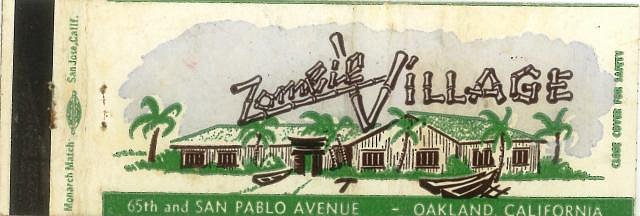 Zombie VILLAGE
65th and SAN PABLO AVENUE - OAKLAND, CALIFORNIA
CLOSE COVER FOR SAFETY
Monarch Match San Jose, Calif.